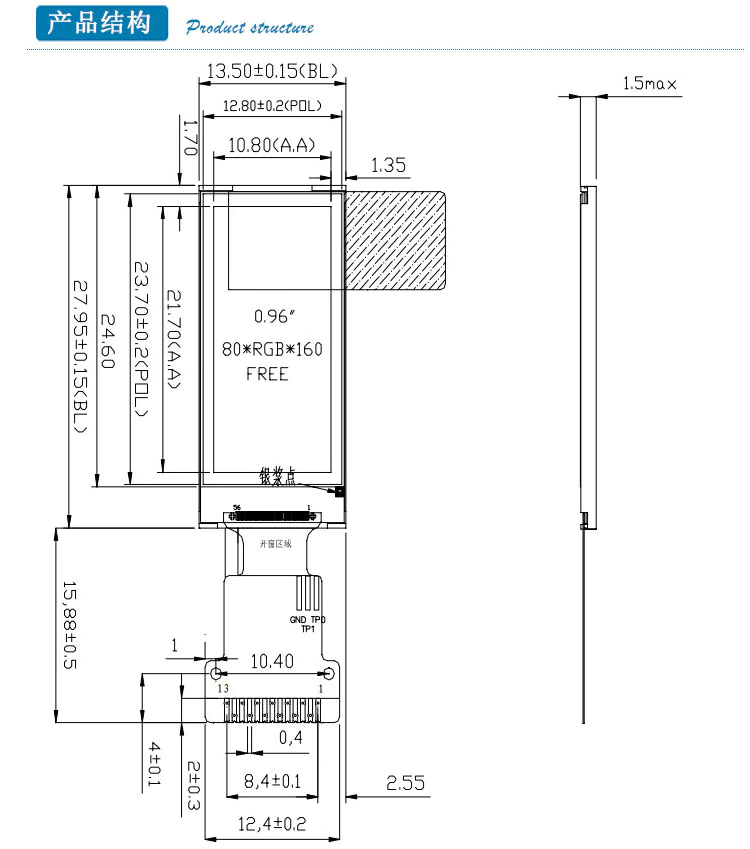 产品结构 Product structure
13.50±0.15(BL)
1.5max
12.80±0.2(POL)
1.70
10.80(A.A)
1.35
27.95±0.15(BL)
24.60
23.70±0.2(POL)
21.70(A.A)
0.96"
80*RGB*160
FREE
银浆点
56 1
开窗区域
15,88±0.5
GND TP0
TP1
1
10.40
13 1
4±0.1
2±0.3
0,4
8,4±0.1
2.55
12,4±0.2